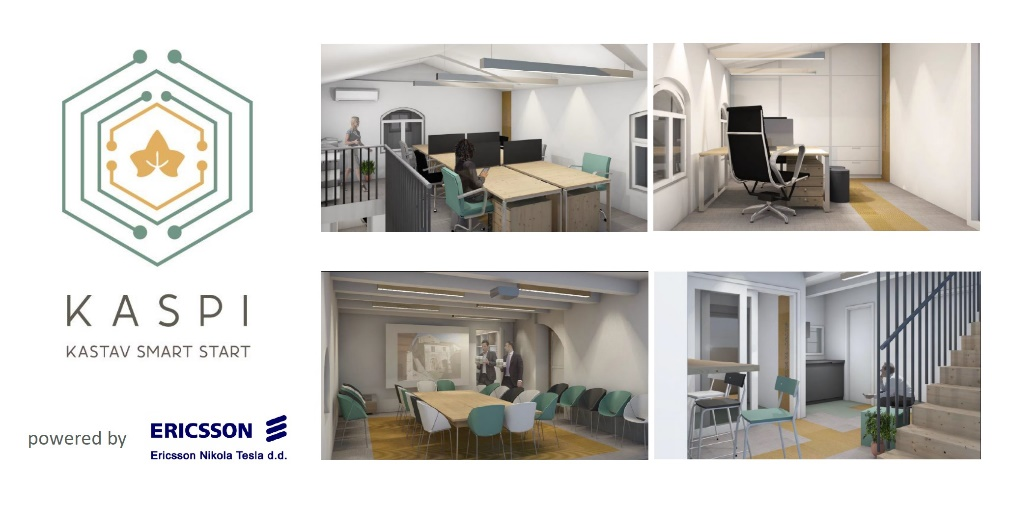 KASPI
KASTAV SMART START
powered by
ERICSSON
Ericsson Nikola Tesla d.d.